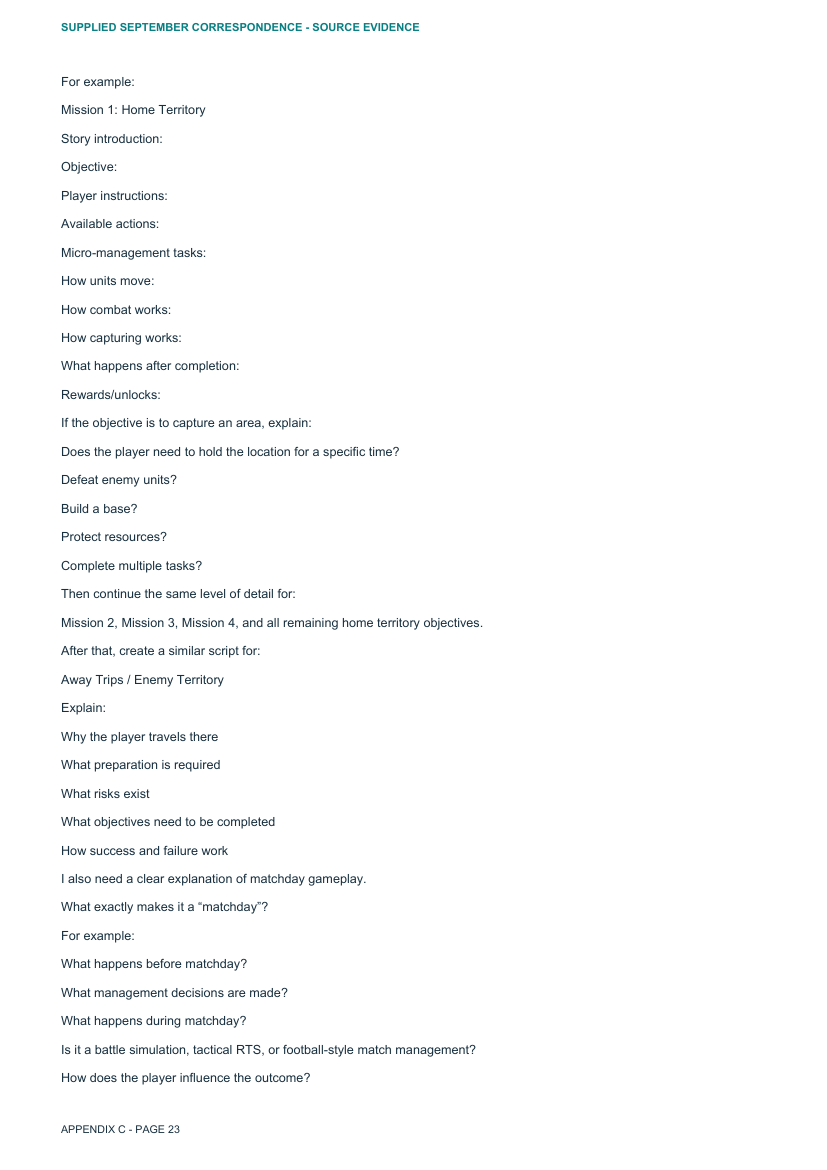 SUPPLIED SEPTEMBER CORRESPONDENCE - SOURCE EVIDENCE
For example:
Mission 1: Home Territory
Story introduction:
Objective:
Player instructions:
Available actions:
Micro-management tasks:
How units move:
How combat works:
How capturing works:
What happens after completion:
Rewards/unlocks:
If the objective is to capture an area, explain:
Does the player need to hold the location for a specific time?
Defeat enemy units?
Build a base?
Protect resources?
Complete multiple tasks?
Then continue the same level of detail for:
Mission 2, Mission 3, Mission 4, and all remaining home territory objectives.
After that, create a similar script for:
Away Trips / Enemy Territory
Explain:
Why the player travels there
What preparation is required
What risks exist
What objectives need to be completed
How success and failure work
I also need a clear explanation of matchday gameplay.
What exactly makes it a “matchday”?
For example:
What happens before matchday?
What management decisions are made?
What happens during matchday?
Is it a battle simulation, tactical RTS, or football-style match management?
How does the player influence the outcome?
APPENDIX C - PAGE 23